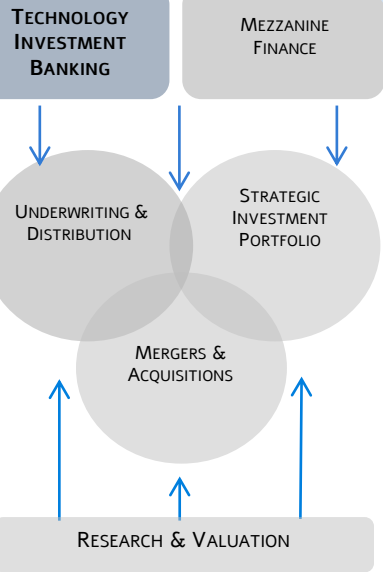 TECHNOLOGY
INVESTMENT
BANKING
MEZZANINE
FINANCE
UNDERWRITING &
DISTRIBUTION
STRATEGIC
INVESTMENT
PORTFOLIO
MERGERS &
ACQUISITIONS
RESEARCH & VALUATION